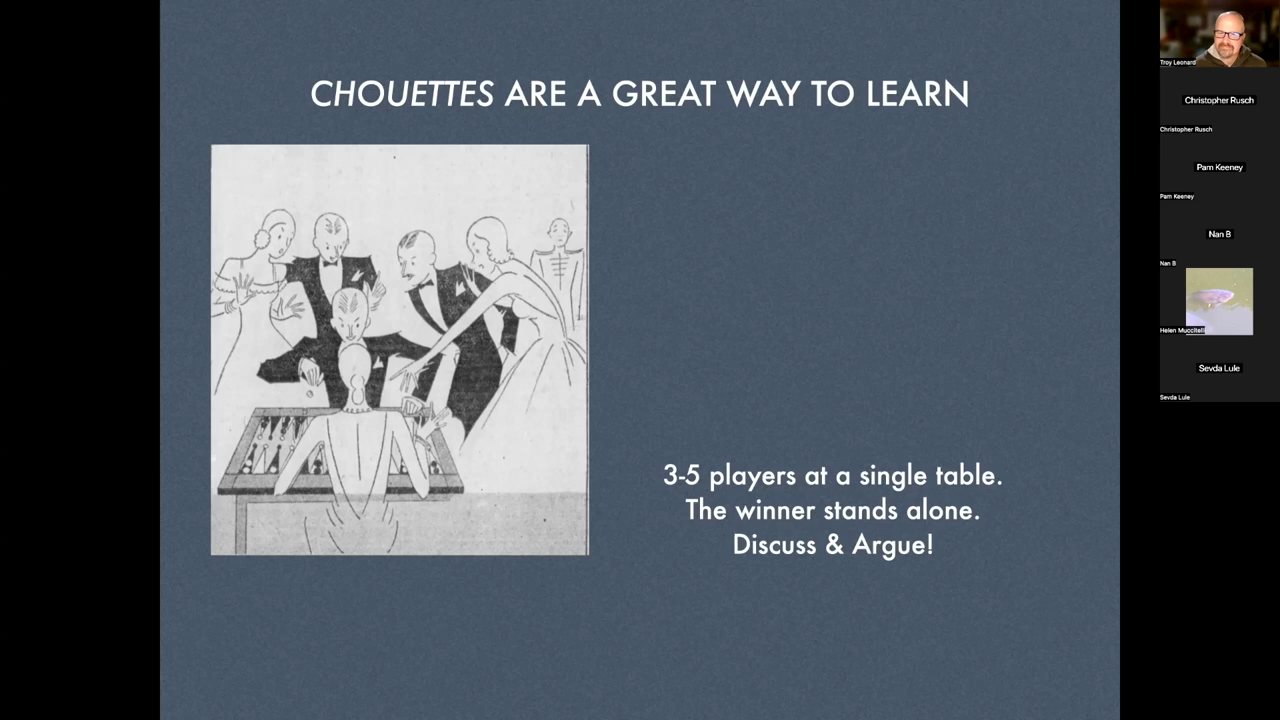 CHOUETTES ARE A GREAT WAY TO LEARN
3-5 players at a single table.
The winner stands alone.
Discuss & Argue!
Troy Leonard
Christopher Rusch
Christopher Rusch
Pam Keeney
Pam Keeney
Nan B
Nan B
Helen Muccitelli
Sevda Lule
Sevda Lule